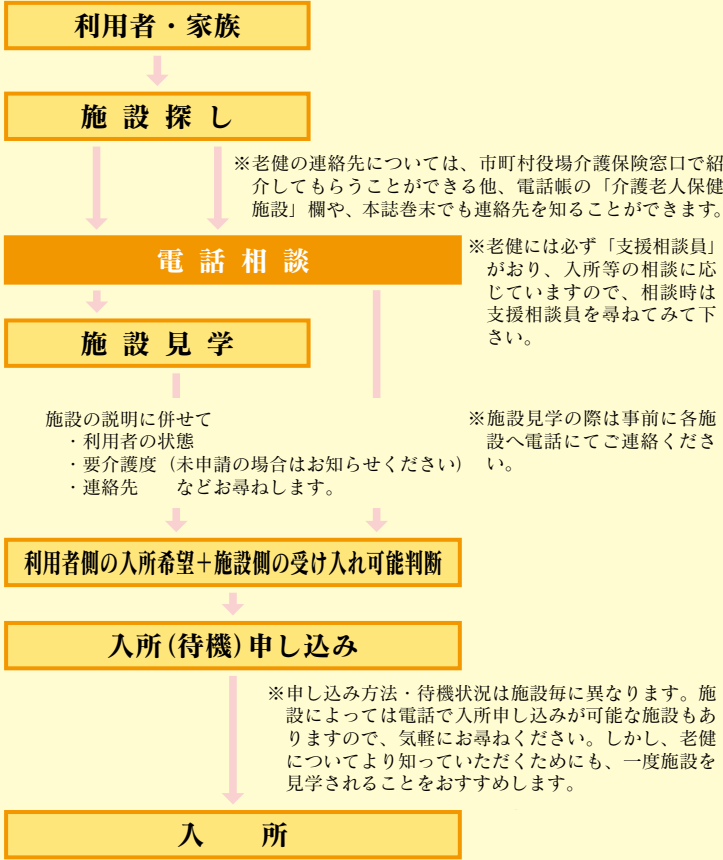 利用者・家族
施設探し
※老健の連絡先については、市町村役場介護保険窓口で紹
介してもらうことができる他、電話帳の「介護老人保健
施設」欄や、本誌巻末でも連絡先を知ることができます。
電話相談
※老健には必ず「支援相談員」
がおり、入所等の相談に応
じていますので、相談時は
支援相談員を尋ねてみて下
さい。
施設見学
施設の説明に併せて
・利用者の状態
・要介護度（未申請の場合はお知らせください）
・連絡先　　などお尋ねします。
※施設見学の際は事前に各施
設へ電話にてご連絡くださ
い。
利用者側の入所希望＋施設側の受け入れ可能判断
入所(待機)申し込み
※申し込み方法・待機状況は施設毎に異なります。施
設によっては電話で入所申し込みが可能な施設もあ
りますので、気軽にお尋ねください。しかし、老健
についてより知っていただくためにも、一度施設を
見学されることをおすすめします。
入　所